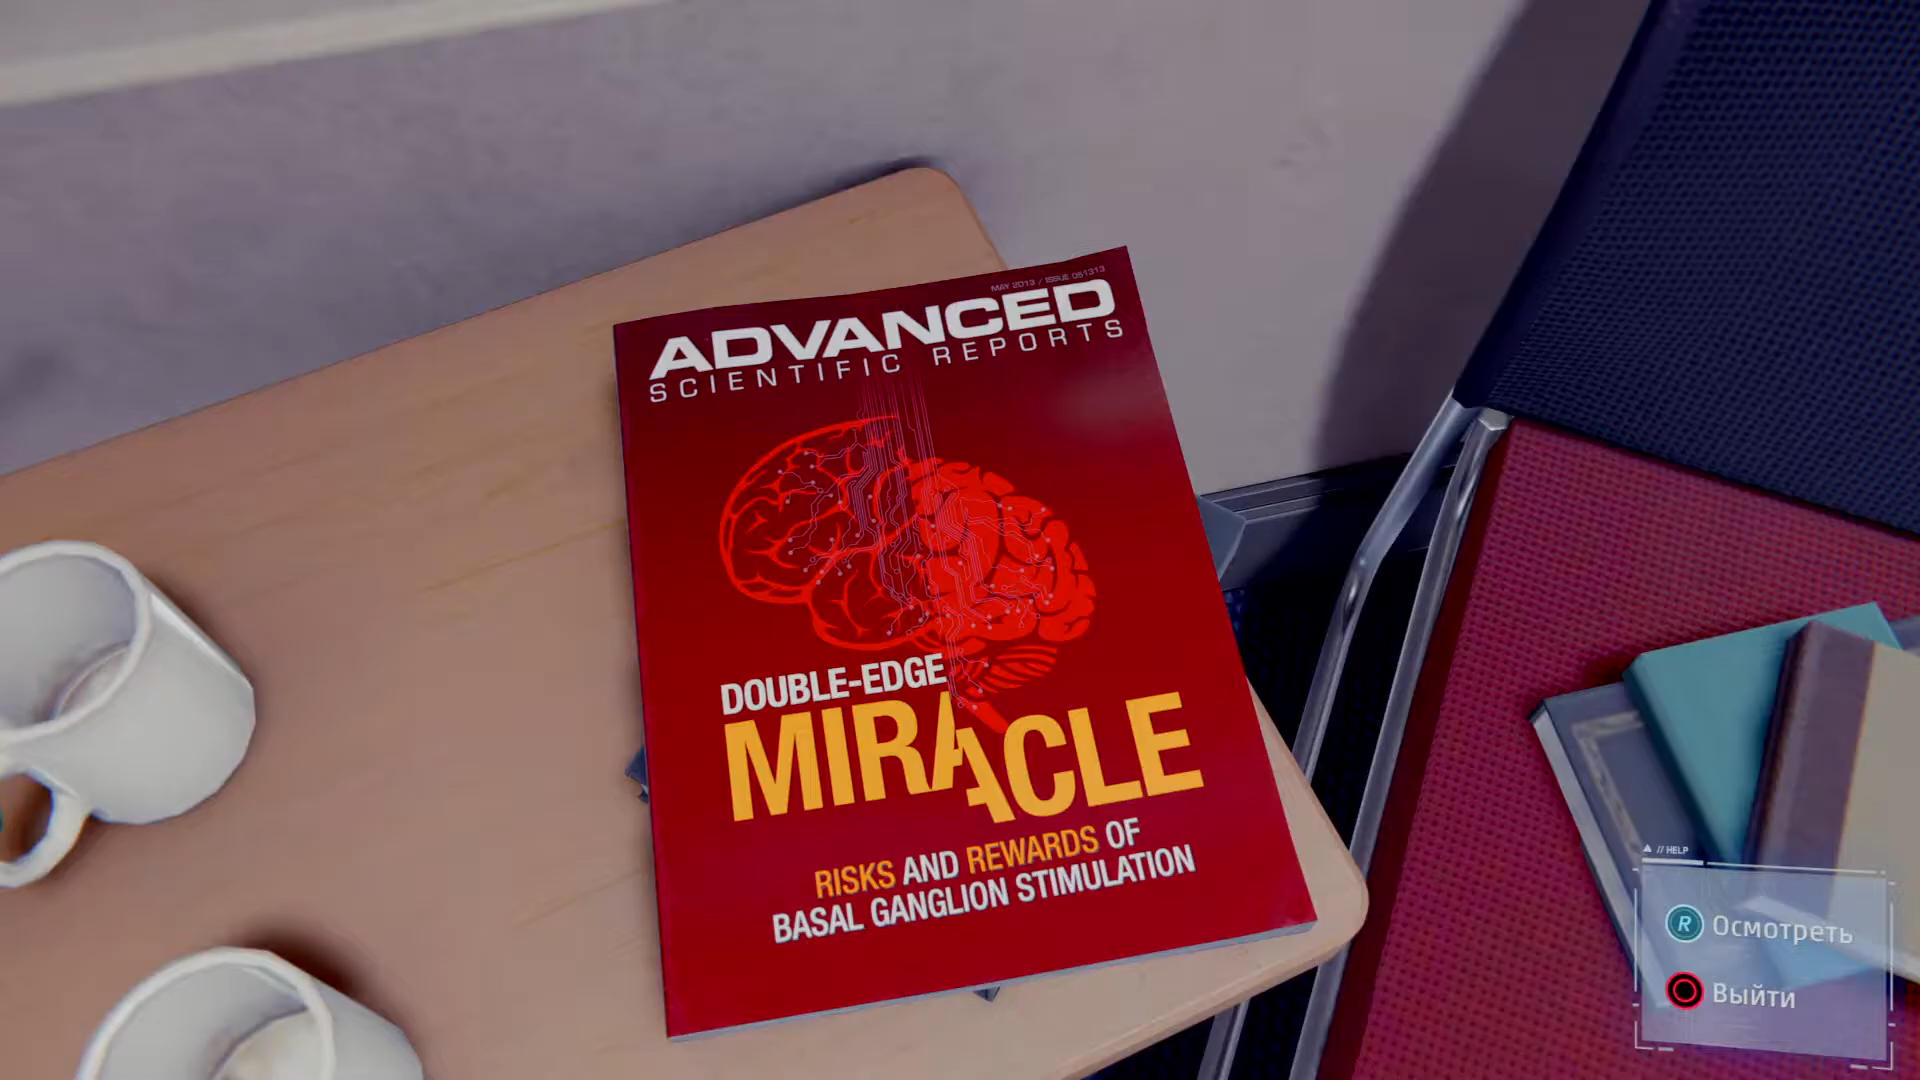 MAY 2013 / ISSUE 051313
ADVANCED
SCIENTIFIC REPORTS
DOUBLE-EDGE
MIRACLE
RISKS AND REWARDS OF
BASAL GANGLION STIMULATION
// HELP
R Осмотреть
Выйти